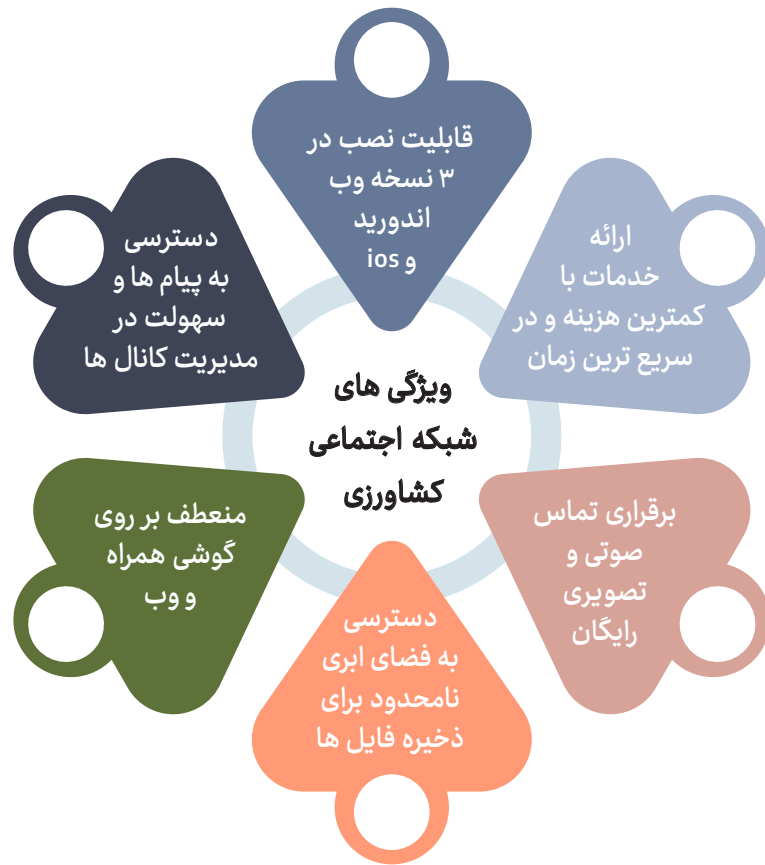 قابلیت نصب در
۳ نسخه وب
اندورید
و ios
ارائه
خدمات با
کمترین هزینه و در
سریع ترین زمان
برقراری تماس
صوتی و
تصویری
رایگان
دسترسی
به فضای ابری
نامحدود برای
ذخیره فایل ها
منعطف بر روی
گوشی همراه
و وب
دسترسی
به پیام ها و
سهولت در
مدیریت کانال ها
ویژگی های
شبکه اجتماعی
کشاورزی